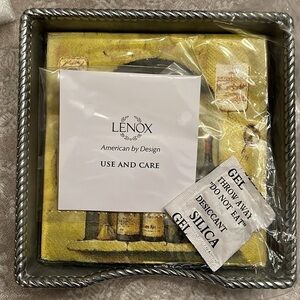 LENOX
American by Design
USE AND CARE
GEL
THROW AWAY
"DO NOT EAT"
DESICCANT
SILICA
GEL